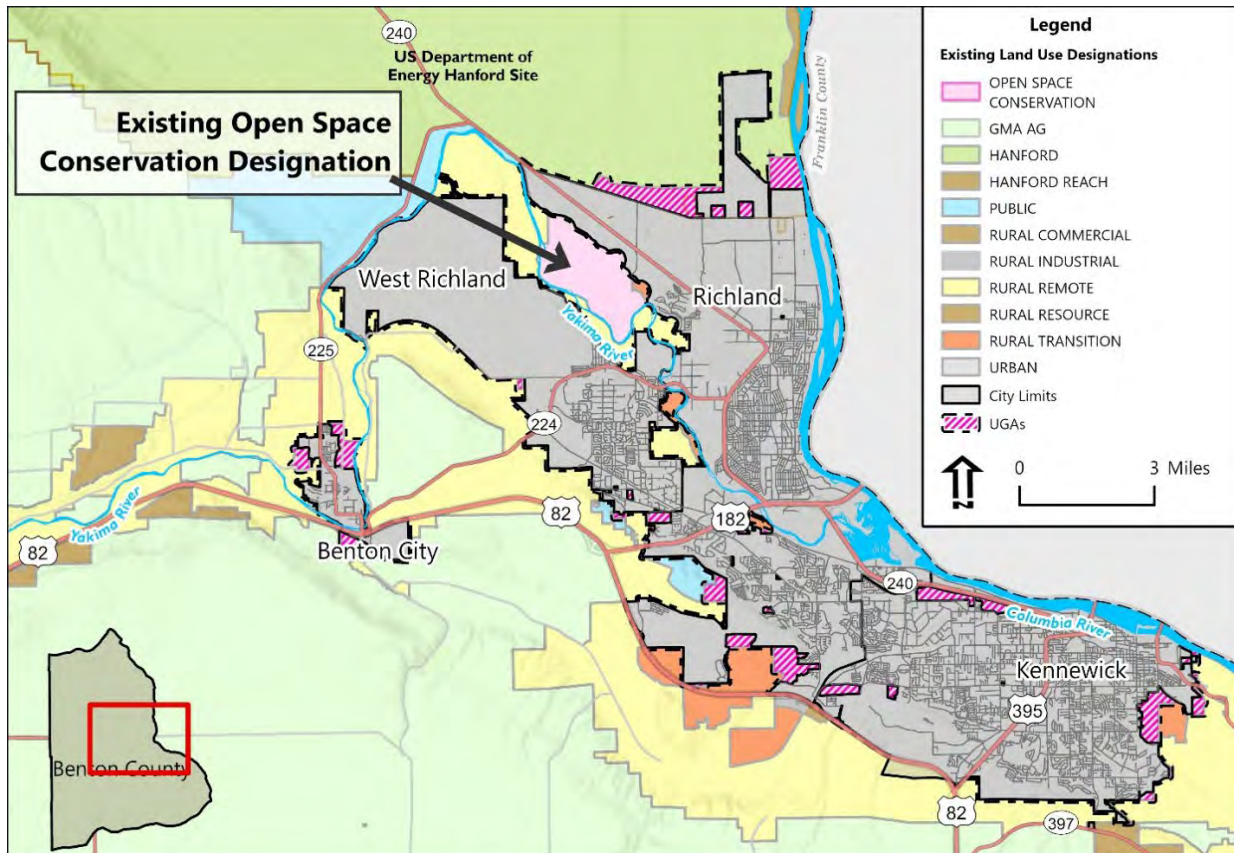 240
US Department of
Energy Hanford Site
Existing Open Space
Conservation Designation
Franklin County
West Richland
Richland
Yakima River
225
224
Yakima River
82
Benton City
82
182
240
Columbia River
Kennewick
395
82
397
Benton County
Legend
Existing Land Use Designations
OPEN SPACE
CONSERVATION
GMA AG
HANFORD
HANFORD REACH
PUBLIC
RURAL COMMERCIAL
RURAL INDUSTRIAL
RURAL REMOTE
RURAL RESOURCE
RURAL TRANSITION
URBAN
City Limits
UGAs
N
0 3 Miles